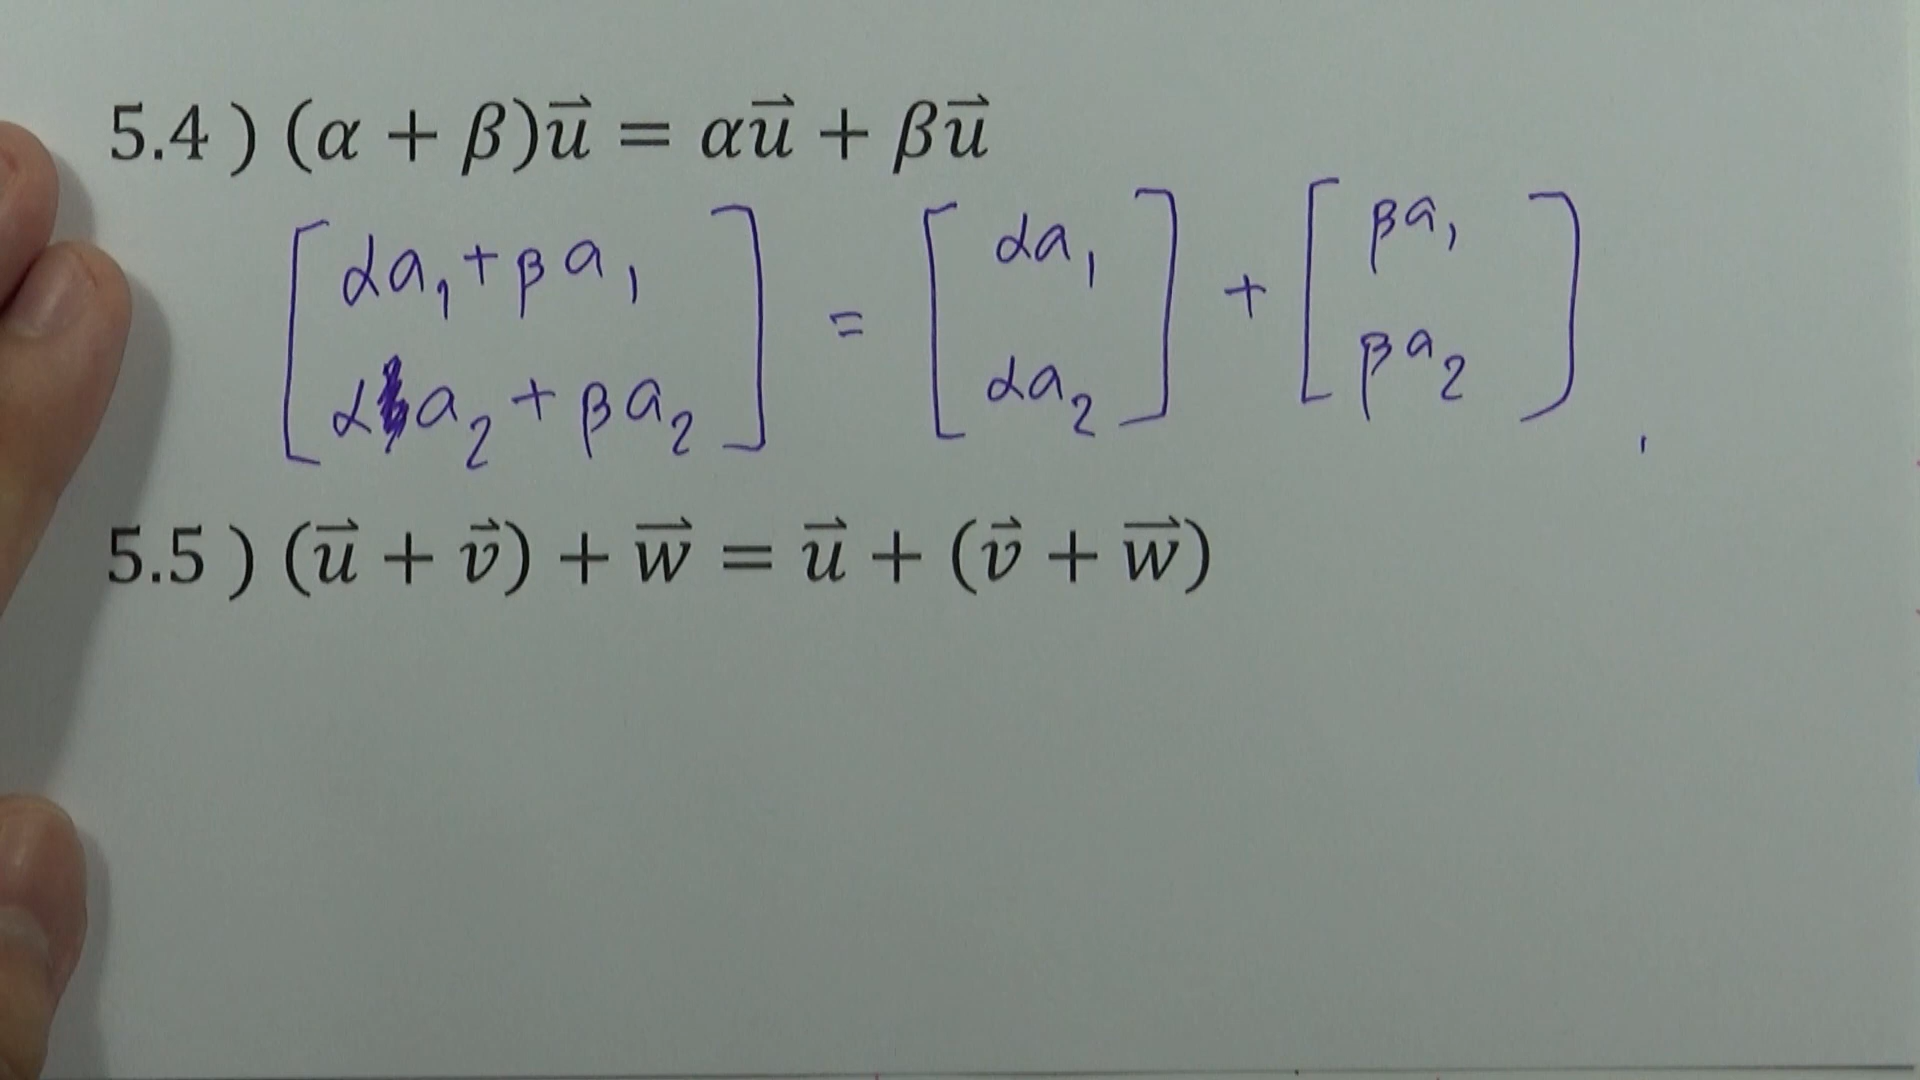 5.4 ) (α + β)u⃗ = αu⃗ + βu⃗
[ αa₁ + βa₁ ] = [ αa₁ ] + [ βa₁ ]
[ αa₂ + βa₂ ] [ αa₂ ] [ βa₂ ]
5.5 ) (u⃗ + v⃗) + w⃗ = u⃗ + (v⃗ + w⃗)